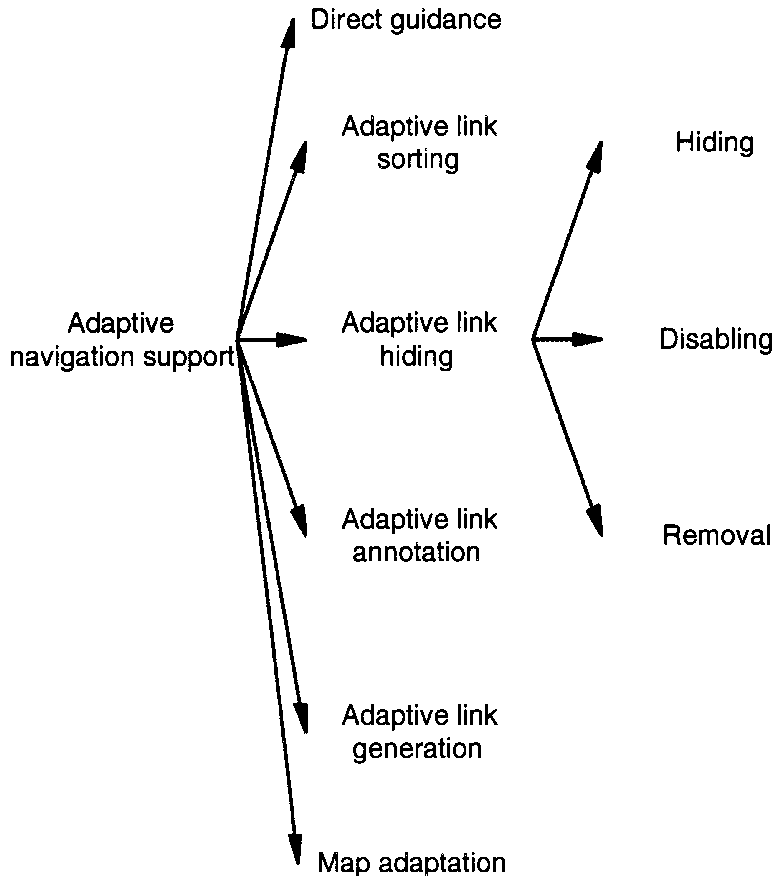 Direct guidance
Adaptive link
sorting
Hiding
Adaptive
navigation support
Adaptive link
hiding
Disabling
Adaptive link
annotation
Removal
Adaptive link
generation
Map adaptation